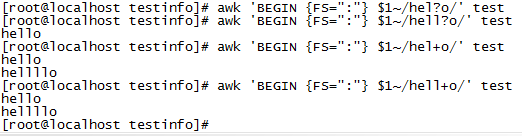 [root@localhost testinfo]# awk 'BEGIN {FS=":"} $1~/hel?o/' test
[root@localhost testinfo]# awk 'BEGIN {FS=":"} $1~/hell?o/' test
hello
[root@localhost testinfo]# awk 'BEGIN {FS=":"} $1~/hel+o/' test
hello
hellllo
[root@localhost testinfo]# awk 'BEGIN {FS=":"} $1~/hell+o/' test
hello
hellllo
[root@localhost testinfo]#